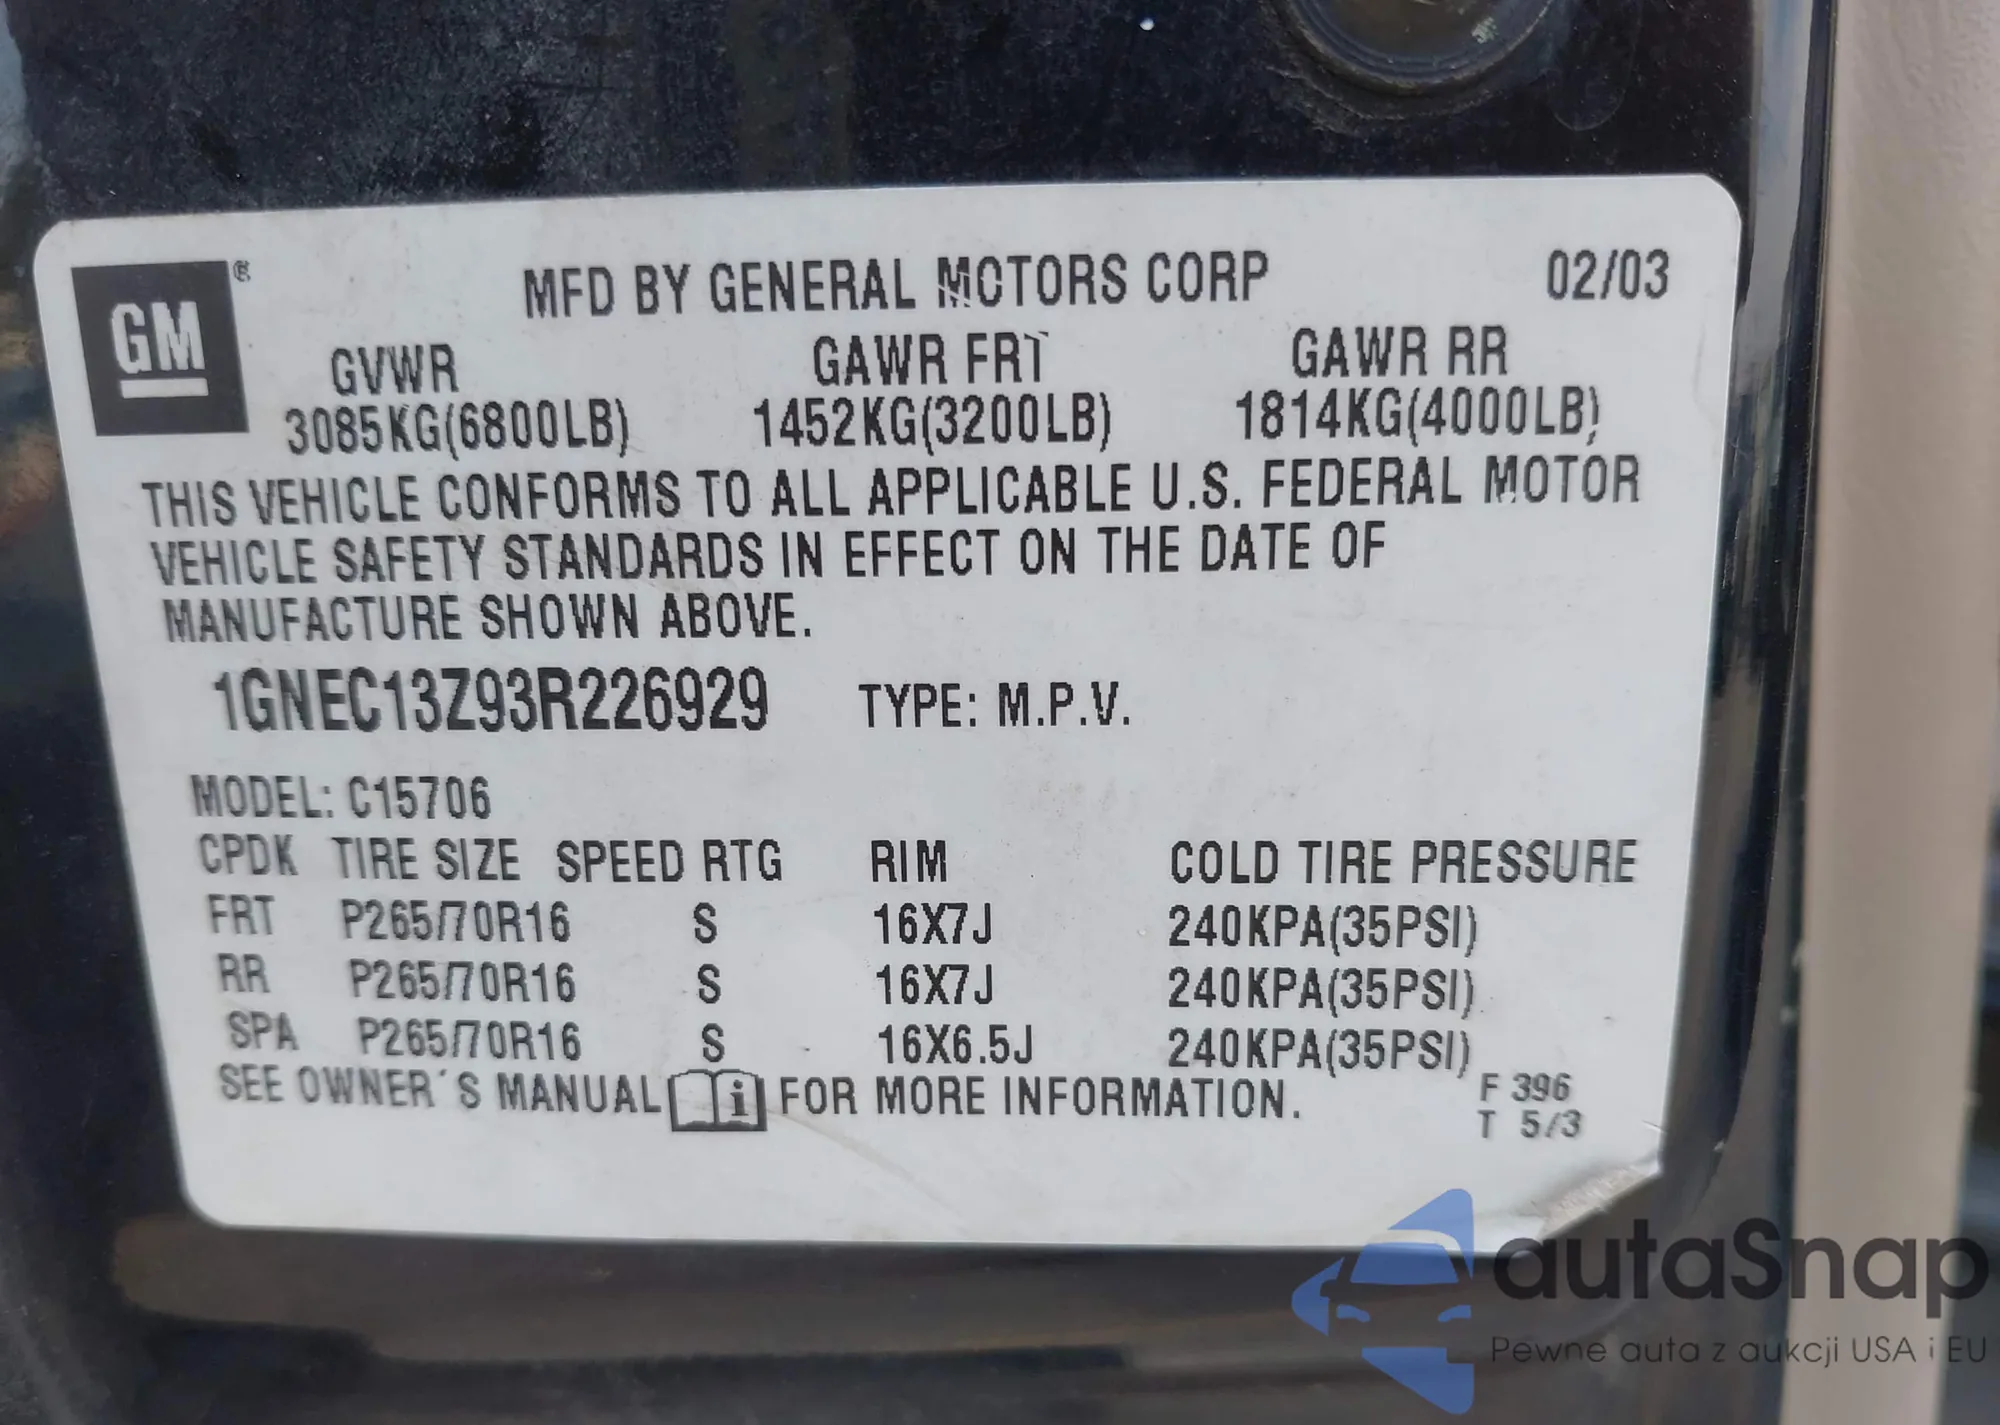 GM ®
MFD BY GENERAL MOTORS CORP 02/03
GVWR GAWR FRT GAWR RR
3085KG(6800LB) 1452KG(3200LB) 1814KG(4000LB)
THIS VEHICLE CONFORMS TO ALL APPLICABLE U.S. FEDERAL MOTOR
VEHICLE SAFETY STANDARDS IN EFFECT ON THE DATE OF
MANUFACTURE SHOWN ABOVE.
1GNEC13Z93R226929 TYPE: M.P.V.
MODEL: C15706
CPDK TIRE SIZE SPEED RTG RIM COLD TIRE PRESSURE
FRT P265/70R16 S 16X7J 240KPA(35PSI)
RR P265/70R16 S 16X7J 240KPA(35PSI)
SPA P265/70R16 S 16X6.5J 240KPA(35PSI)
SEE OWNER'S MANUAL i FOR MORE INFORMATION.
F 396
T 5/3
autaSnap
Pewne auta z aukcji USA i EU